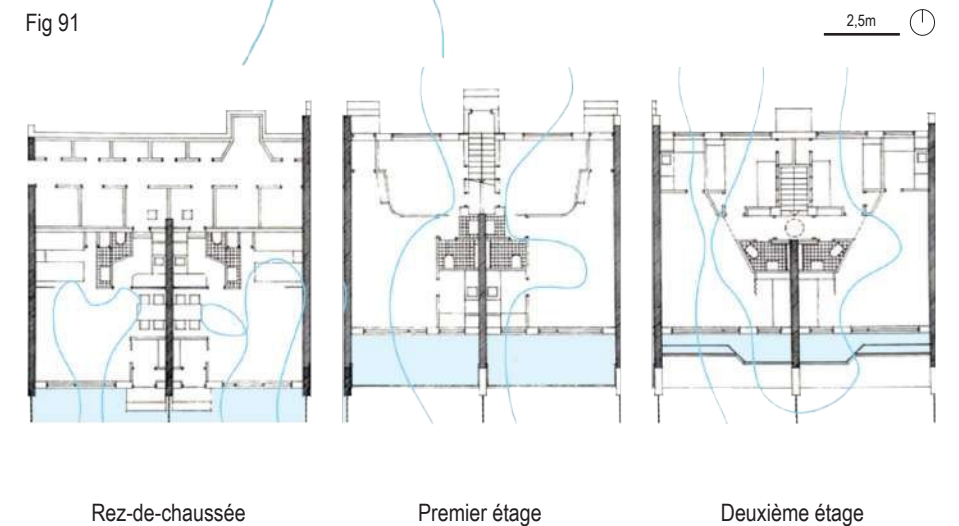 Fig 91
2,5m
Rez-de-chaussée
Premier étage
Deuxième étage